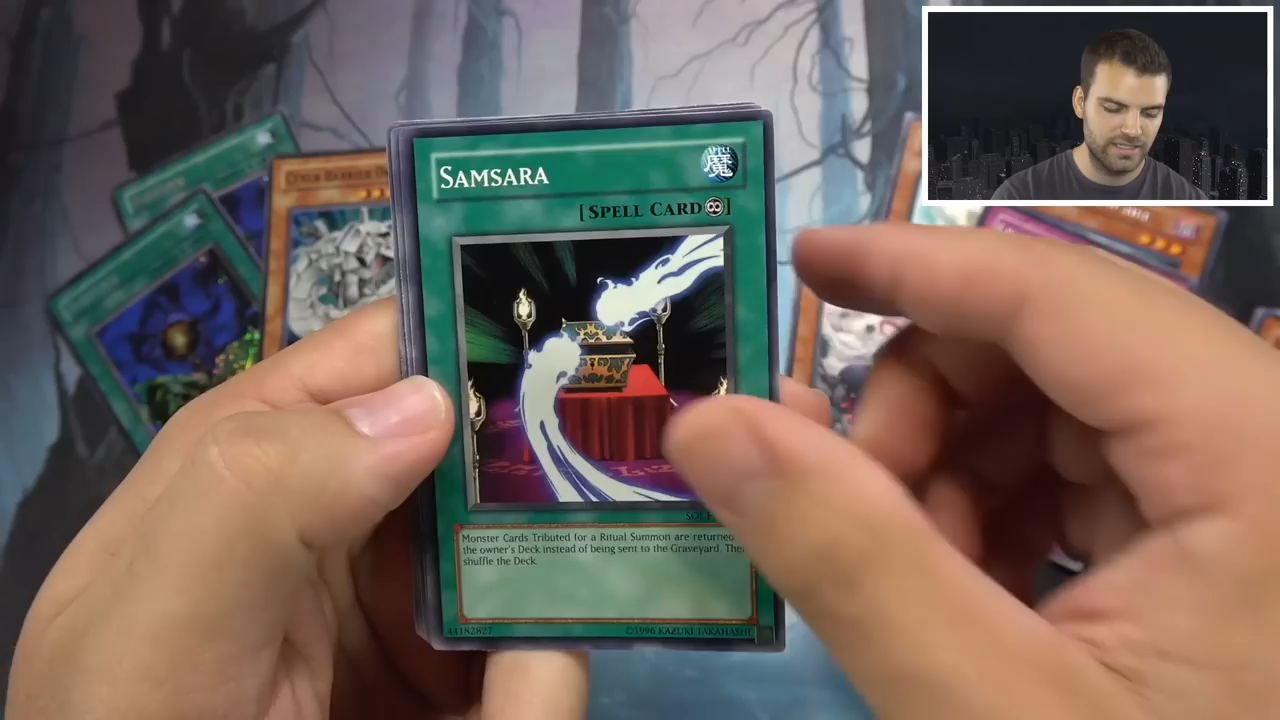 SAMSARA
魔
[SPELL CARD♾]
Monster Cards Tributed for a Ritual Summon are returned
the owner's Deck instead of being sent to the Graveyard. The
shuffle the Deck.
44182827
©1996 KAZUKI TAKAHASHI